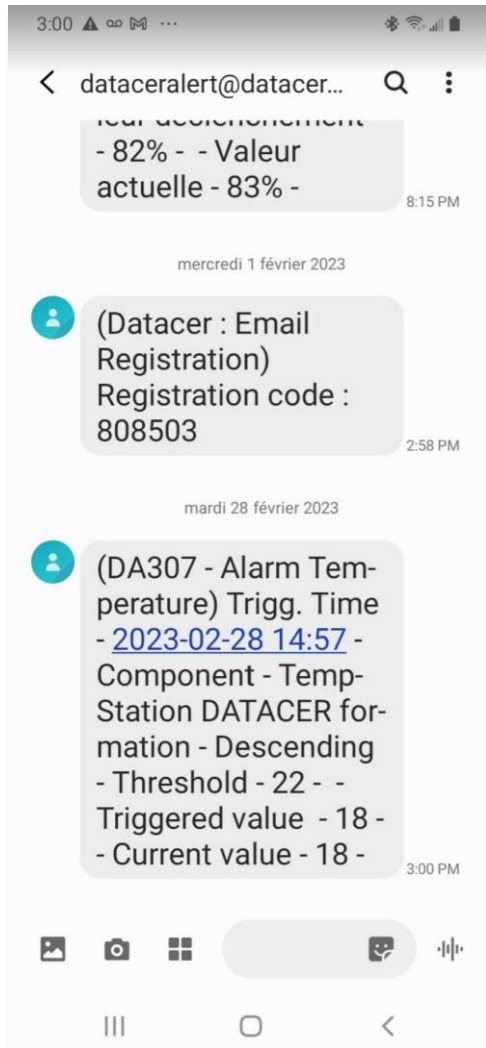 3:00
dataceralert@datacer...
leur déclenchement
- 82% - - Valeur
actuelle - 83% -
8:15 PM
mercredi 1 février 2023
(Datacer : Email
Registration)
Registration code :
808503
2:58 PM
mardi 28 février 2023
(DA307 - Alarm Tem-
perature) Trigg. Time
- 2023-02-28 14:57 -
Component - Temp-
Station DATACER for-
mation - Descending
- Threshold - 22 - -
Triggered value - 18 -
- Current value - 18 -
3:00 PM